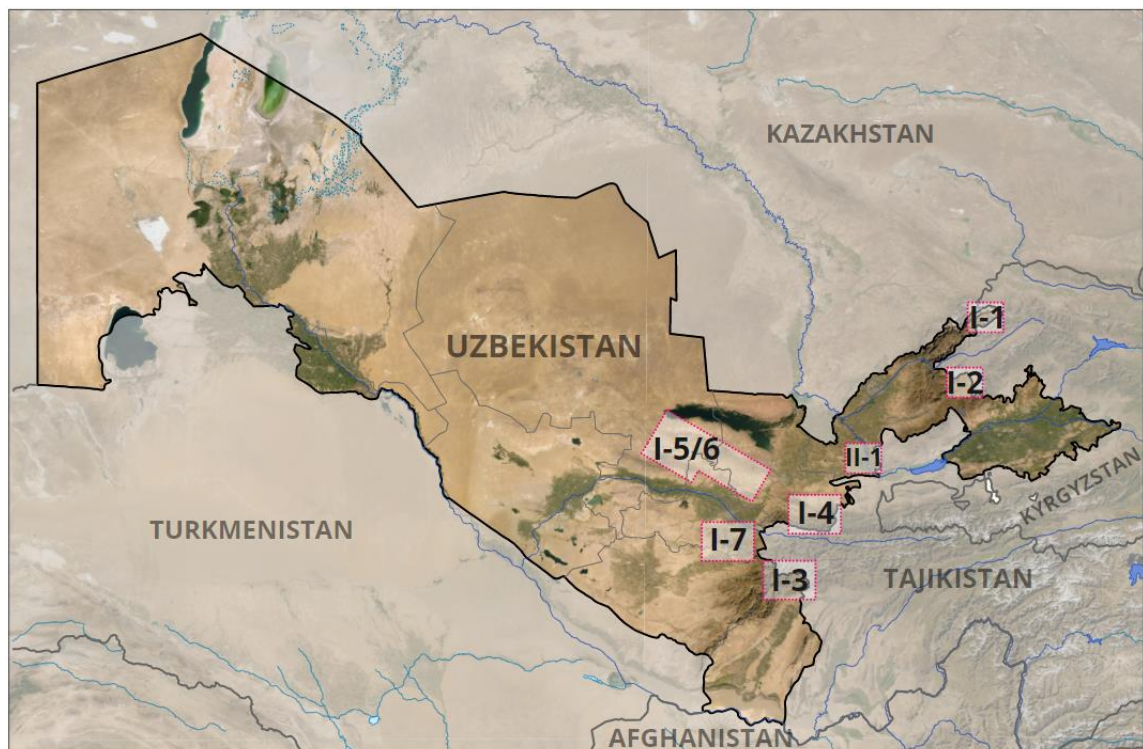 KAZAKHSTAN
I-1
UZBEKISTAN
I-2
I-5/6
II-1
KYRGYZSTAN
I-4
TURKMENISTAN
I-7
I-3
TAJIKISTAN
AFGHANISTAN